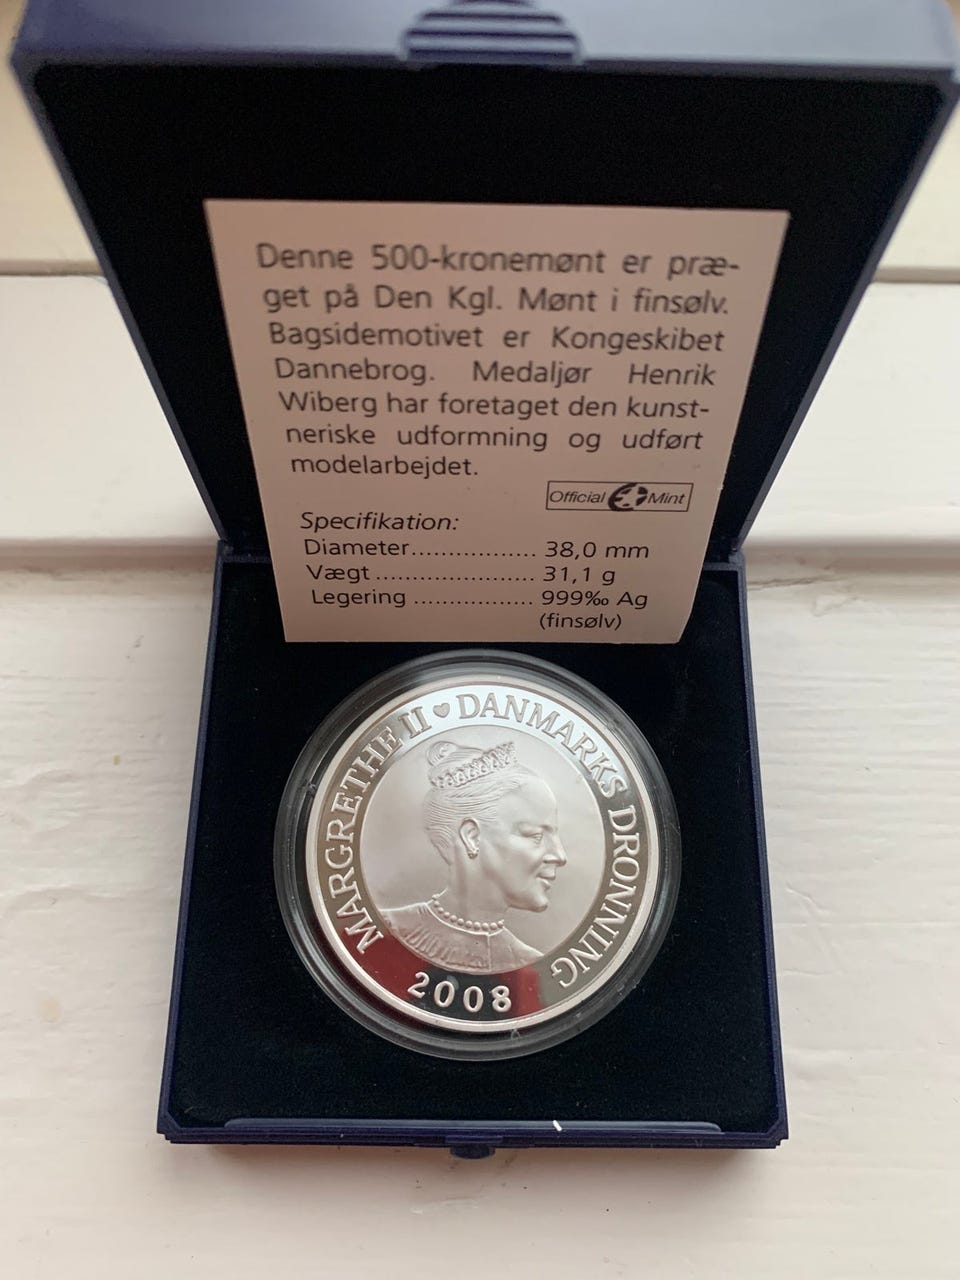 Denne 500-kronemønt er præ-
get på Den Kgl. Mønt i finsølv.
Bagsidemotivet er Kongeskibet
Dannebrog. Medaljør Henrik
Wiberg har foretaget den kunst-
neriske udformning og udført
modelarbejdet.
Official Mint
Specifikation:
Diameter................. 38,0 mm
Vægt...................... 31,1 g
Legering ................. 999‰ Ag
(finsølv)
MARGRETHE II ♥ DANMARKS DRONNING
2008